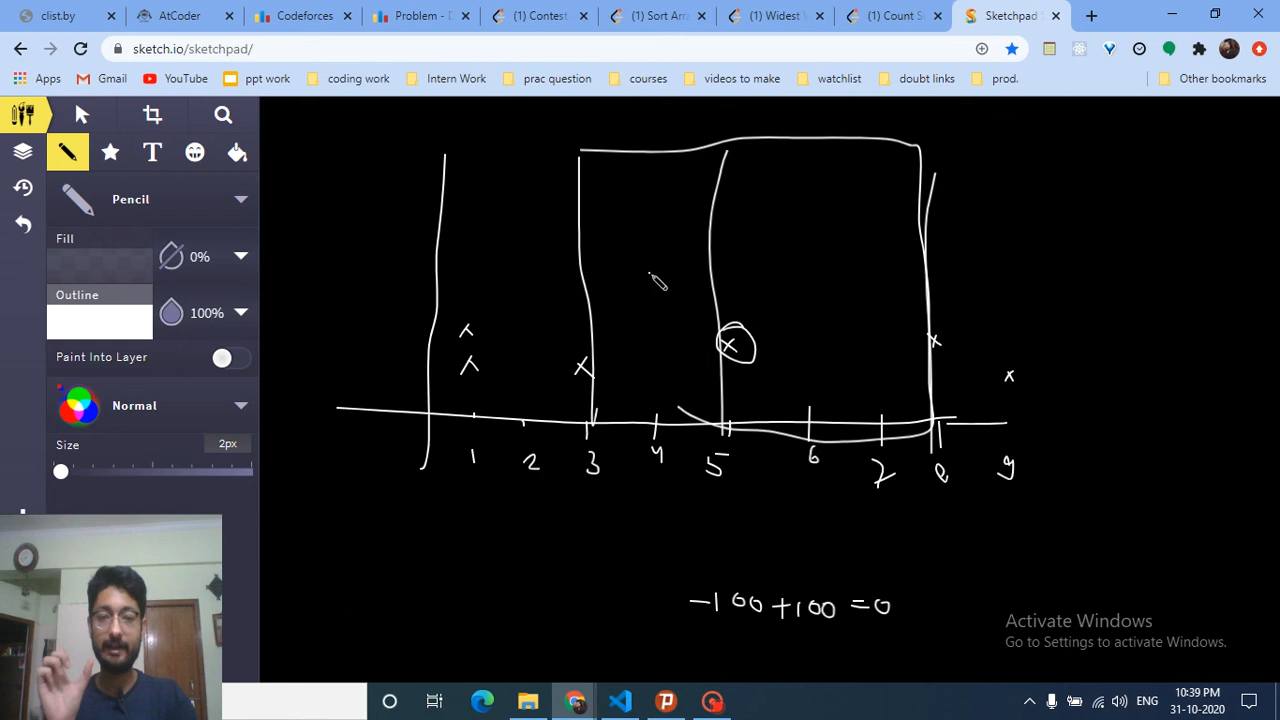 clist.by
AtCoder
Codeforces
Problem - D
(1) Contest
(1) Sort Arra
(1) Widest V
(1) Count S
Sketchpad
sketch.io/sketchpad/
Apps
Gmail
YouTube
ppt work
coding work
Intern Work
prac question
courses
videos to make
watchlist
doubt links
prod.
Other bookmarks
Pencil
Fill
0%
Outline
100%
Paint Into Layer
Normal
Size
2px
1 2 3 4 5 6 7 8 9
-100+100=0
Activate Windows
Go to Settings to activate Windows.
ENG
10:39 PM
31-10-2020